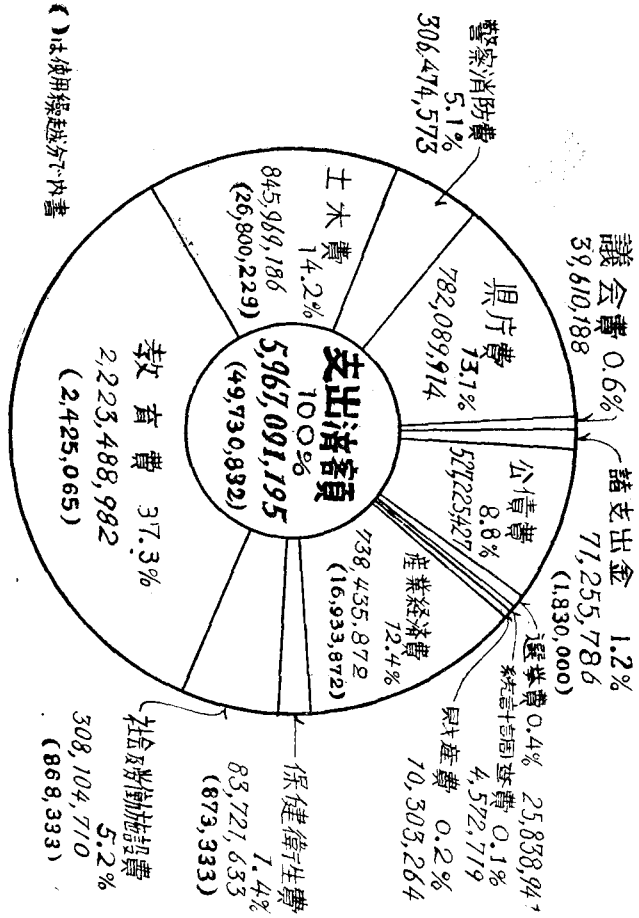 支出済額
100%
5,967,091,195
(49,730,832)
議会費 0.6%
39,610,188
諸支出金 1.2%
71,255,786
(1,830,000)
公債費
8.8%
527,225,427
選挙費 0.4% 25,838,94
統計調査費 0.1%
4,572,719
財産費 0.2%
10,303,264
産業経済費
12.4%
738,435,872
(16,933,872)
保健衛生費
1.4%
83,721,633
(873,333)
社会及労働施設費
5.2%
308,104,710
(868,333)
教育費 37.3%
2,223,488,982
(2,425,065)
土木費
14.2%
845,969,186
(26,800,229)
警察消防費
5.1%
306,474,573
県庁費
13.1%
782,089,914
( )は使用繰越分で内書